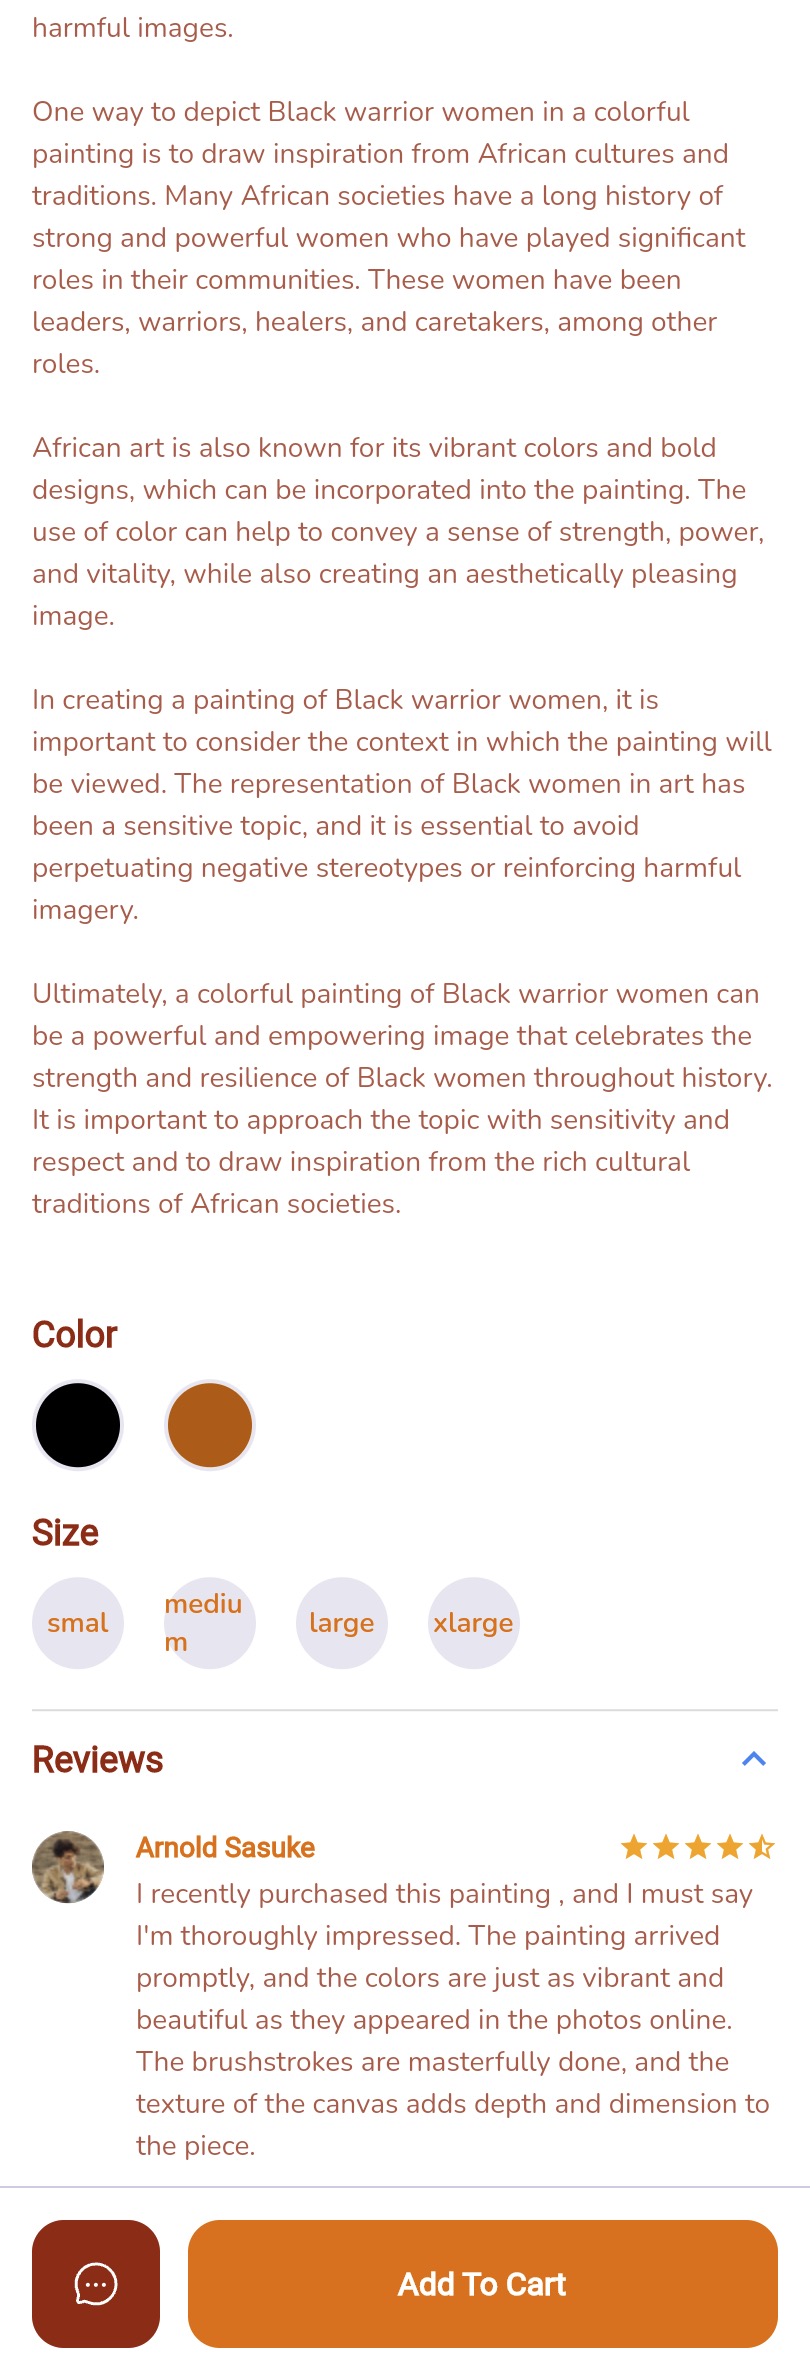 harmful images.
One way to depict Black warrior women in a colorful
painting is to draw inspiration from African cultures and
traditions. Many African societies have a long history of
strong and powerful women who have played significant
roles in their communities. These women have been
leaders, warriors, healers, and caretakers, among other
roles.
African art is also known for its vibrant colors and bold
designs, which can be incorporated into the painting. The
use of color can help to convey a sense of strength, power,
and vitality, while also creating an aesthetically pleasing
image.
In creating a painting of Black warrior women, it is
important to consider the context in which the painting will
be viewed. The representation of Black women in art has
been a sensitive topic, and it is essential to avoid
perpetuating negative stereotypes or reinforcing harmful
imagery.
Ultimately, a colorful painting of Black warrior women can
be a powerful and empowering image that celebrates the
strength and resilience of Black women throughout history.
It is important to approach the topic with sensitivity and
respect and to draw inspiration from the rich cultural
traditions of African societies.
Color
Size
smal
mediu
m
large
xlarge
Reviews
Arnold Sasuke
I recently purchased this painting , and I must say
I'm thoroughly impressed. The painting arrived
promptly, and the colors are just as vibrant and
beautiful as they appeared in the photos online.
The brushstrokes are masterfully done, and the
texture of the canvas adds depth and dimension to
the piece.
Add To Cart